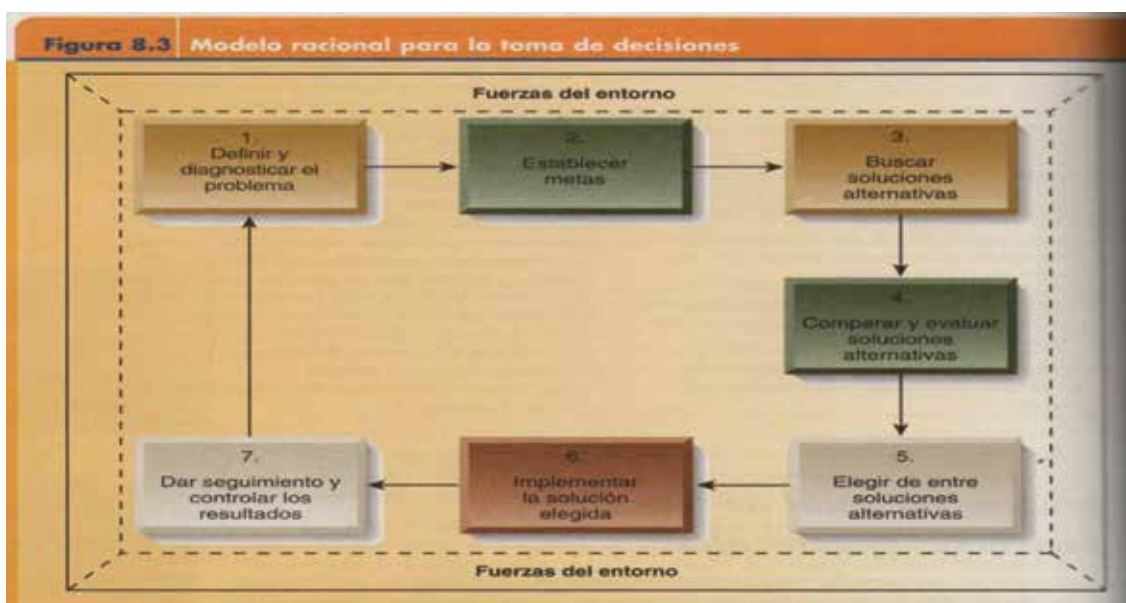 Figura 8.3 Modelo racional para la toma de decisiones
Fuerzas del entorno
1.
Definir y
diagnosticar el
problema
2.
Establecer
metas
3.
Buscar
soluciones
alternativas
4.
Comparar y evaluar
soluciones
alternativas
5.
Elegir de entre
soluciones
alternativas
6.
Implementar
la solución
elegida
7.
Dar seguimiento y
controlar los
resultados
Fuerzas del entorno